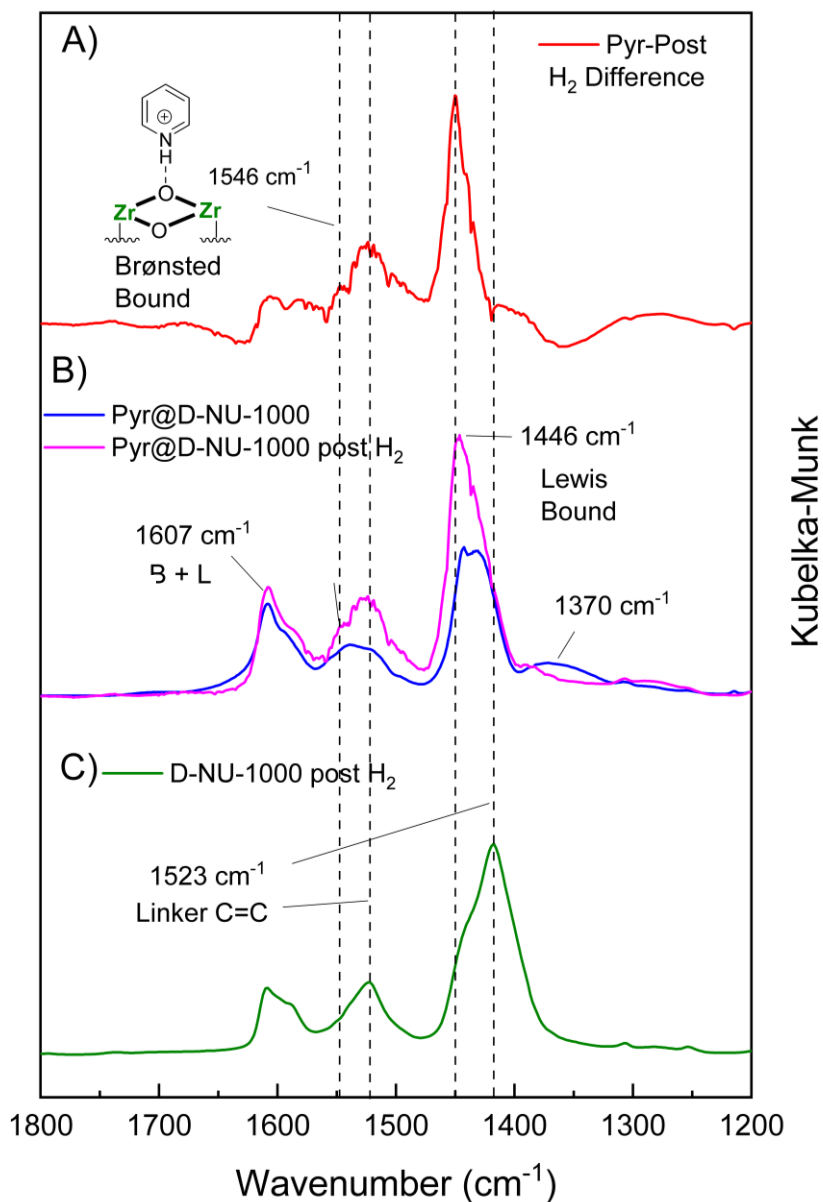 A)
Pyr-Post
H₂ Difference
+
N
H
O
Zr Zr
O
Brønsted
Bound
1546 cm⁻¹
B)
Pyr@D-NU-1000
Pyr@D-NU-1000 post H₂
1446 cm⁻¹
Lewis
Bound
1607 cm⁻¹
B + L
1370 cm⁻¹
C)
D-NU-1000 post H₂
1523 cm⁻¹
Linker C=C
Kubelka-Munk
1800 1700 1600 1500 1400 1300 1200
Wavenumber (cm⁻¹)